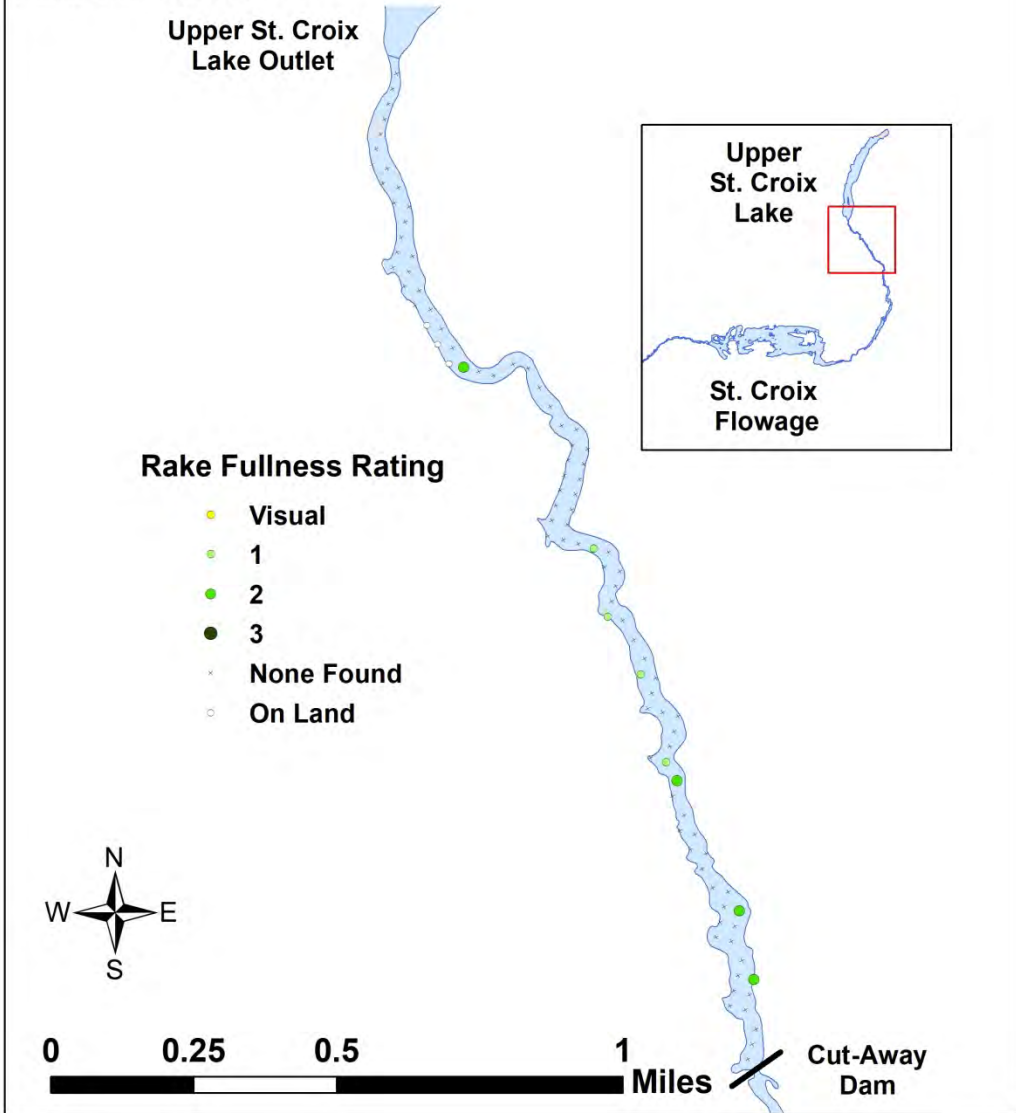 Upper St. Croix
Lake Outlet
Upper
St. Croix
Lake
St. Croix
Flowage
Rake Fullness Rating
Visual
1
2
3
None Found
On Land
N
W E
S
0 0.25 0.5 1
Miles
Cut-Away
Dam